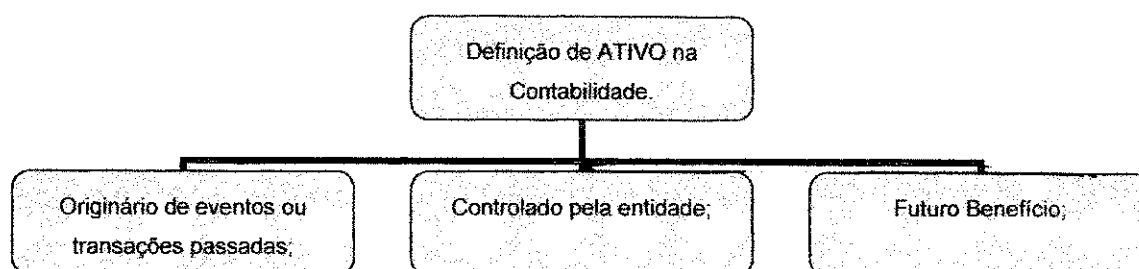 Definição de ATIVO na
Contabilidade.
Originário de eventos ou
transações passadas;
Controlado pela entidade;
Futuro Benefício;